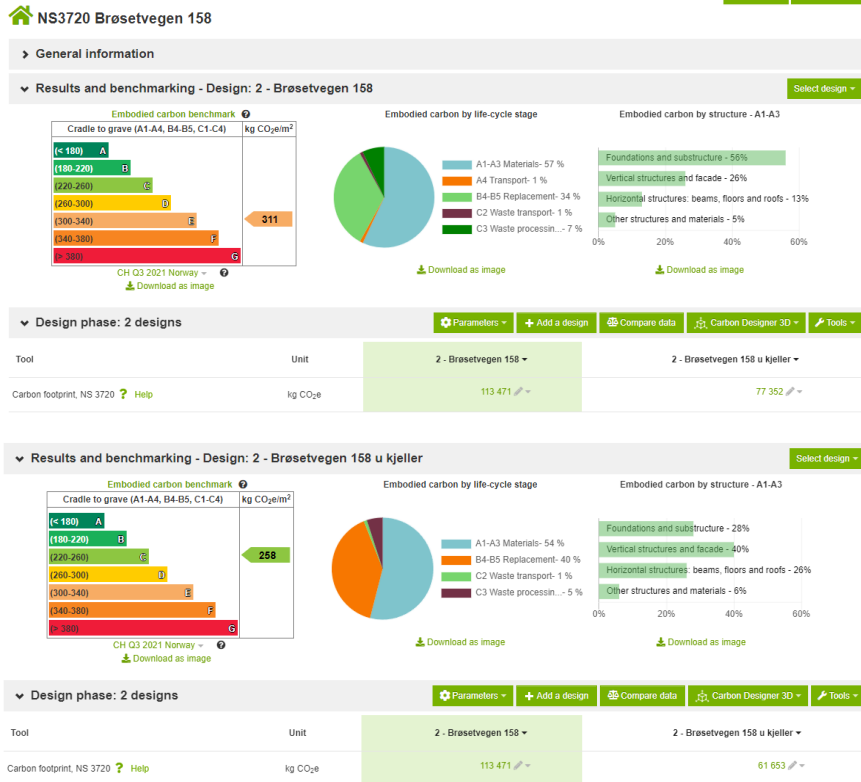 NS3720 Brøsetvegen 158
General information
Results and benchmarking - Design: 2 - Brøsetvegen 158
Select design
Embodied carbon benchmark
Cradle to grave (A1-A4, B4-B5, C1-C4) kg CO₂e/m²
(< 180) A
(180-220) B
(220-260) C
(260-300) D
(300-340) E
311
(340-380) F
(> 380) G
CH Q3 2021 Norway
Download as image
Embodied carbon by life-cycle stage
A1-A3 Materials- 57 %
A4 Transport- 1 %
B4-B5 Replacement- 34 %
C2 Waste transport- 1 %
C3 Waste processin...- 7 %
Download as image
Embodied carbon by structure - A1-A3
Foundations and substructure - 56%
Vertical structures and facade - 26%
Horizontal structures: beams, floors and roofs - 13%
Other structures and materials - 5%
0% 20% 40% 60%
Download as image
Design phase: 2 designs
Parameters Add a design Compare data Carbon Designer 3D Tools
Tool Unit 2 - Brøsetvegen 158 2 - Brøsetvegen 158 u kjeller
Carbon footprint, NS 3720 ? Help kg CO₂e 113 471 77 352
Results and benchmarking - Design: 2 - Brøsetvegen 158 u kjeller
Select design
Embodied carbon benchmark
Cradle to grave (A1-A4, B4-B5, C1-C4) kg CO₂e/m²
(< 180) A
(180-220) B
(220-260) C
258
(260-300) D
(300-340) E
(340-380) F
(> 380) G
CH Q3 2021 Norway
Download as image
Embodied carbon by life-cycle stage
A1-A3 Materials- 54 %
B4-B5 Replacement- 40 %
C2 Waste transport- 1 %
C3 Waste processin...- 5 %
Download as image
Embodied carbon by structure - A1-A3
Foundations and substructure - 28%
Vertical structures and facade - 40%
Horizontal structures: beams, floors and roofs - 26%
Other structures and materials - 6%
0% 20% 40% 60%
Download as image
Design phase: 2 designs
Parameters Add a design Compare data Carbon Designer 3D Tools
Tool Unit 2 - Brøsetvegen 158 2 - Brøsetvegen 158 u kjeller
Carbon footprint, NS 3720 ? Help kg CO₂e 113 471 61 653